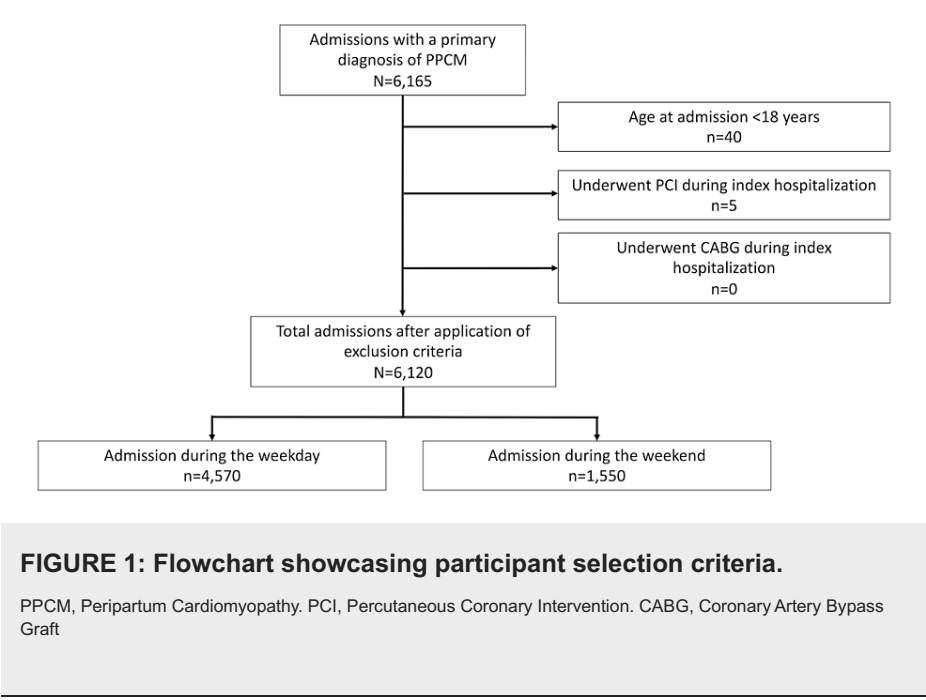 Admissions with a primary
diagnosis of PPCM
N=6,165
Age at admission <18 years
n=40
Underwent PCI during index hospitalization
n=5
Underwent CABG during index
hospitalization
n=0
Total admissions after application of
exclusion criteria
N=6,120
Admission during the weekday
n=4,570
Admission during the weekend
n=1,550
FIGURE 1: Flowchart showcasing participant selection criteria.
PPCM, Peripartum Cardiomyopathy. PCI, Percutaneous Coronary Intervention. CABG, Coronary Artery Bypass
Graft